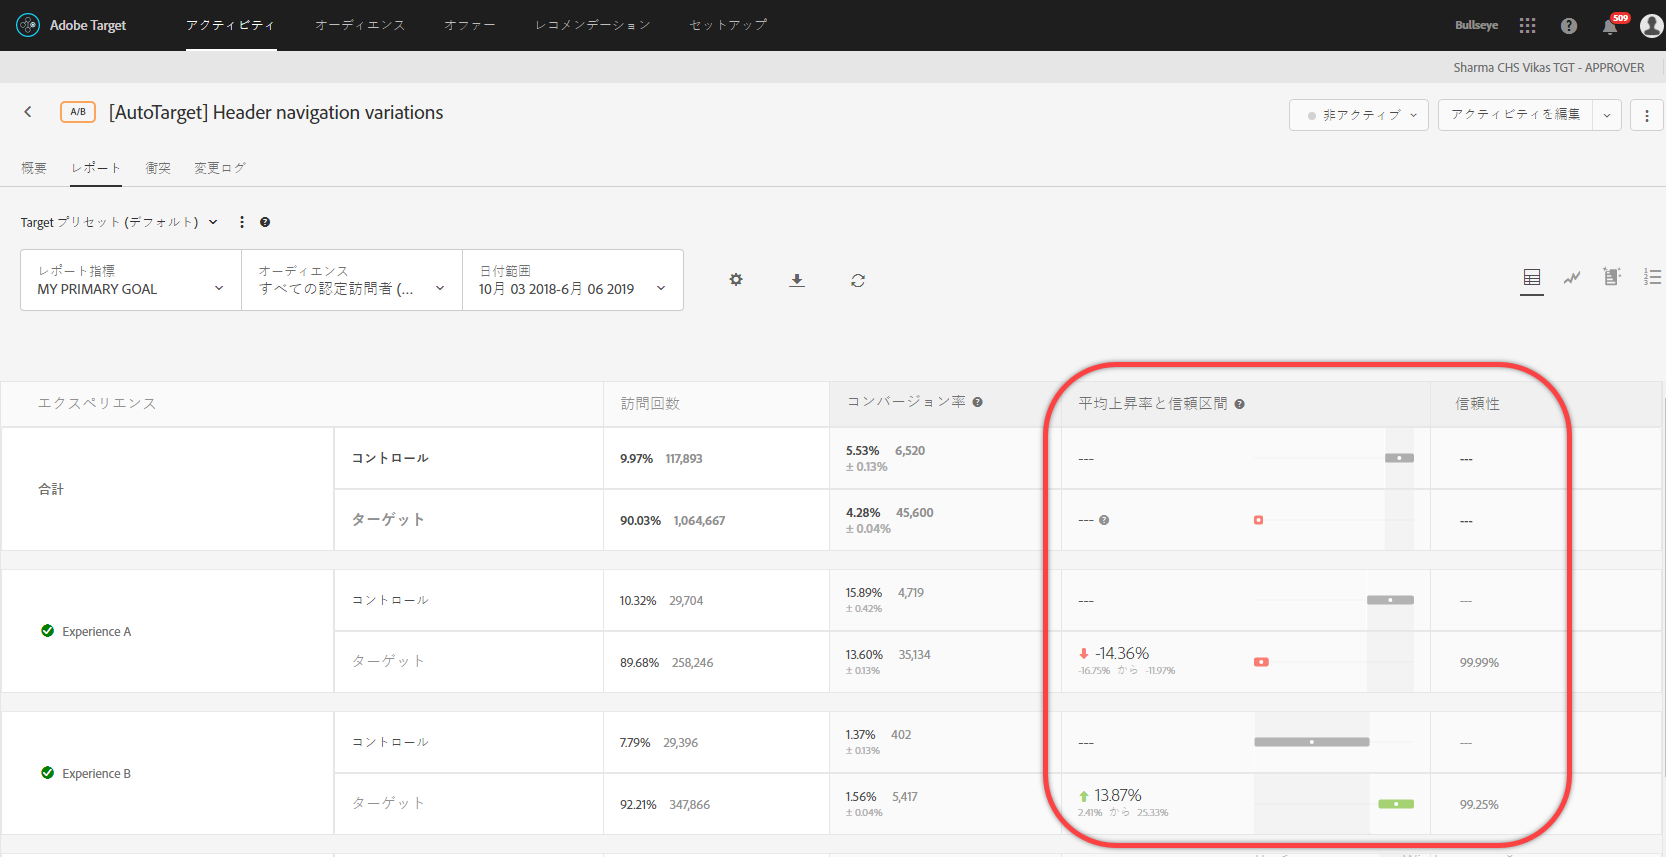 Adobe Target アクティビティ オーディエンス オファー レコメンデーション セットアップ Bullseye 509
Sharma CHS Vikas TGT - APPROVER
A/B [AutoTarget] Header navigation variations 非アクティブ アクティビティを編集
概要 レポート 衝突 変更ログ
Target プリセット (デフォルト)
レポート指標 オーディエンス 日付範囲
MY PRIMARY GOAL すべての認定訪問者 (... 10月 03 2018-6月 06 2019
エクスペリエンス 訪問回数 コンバージョン率 平均上昇率と信頼区間 信頼性
合計
コントロール 9.97% 117,893 5.53% 6,520 --- ---
± 0.13%
ターゲット 90.03% 1,064,667 4.28% 45,600 --- ---
± 0.04%
Experience A
コントロール 10.32% 29,704 15.89% 4,719 --- ---
± 0.42%
ターゲット 89.68% 258,246 13.60% 35,134 -14.36% 99.99%
± 0.13% -16.75% から -11.97%
Experience B
コントロール 7.79% 29,396 1.37% 402 --- ---
± 0.13%
ターゲット 92.21% 347,866 1.56% 5,417 13.87% 99.25%
± 0.04% 2.41% から 25.33%